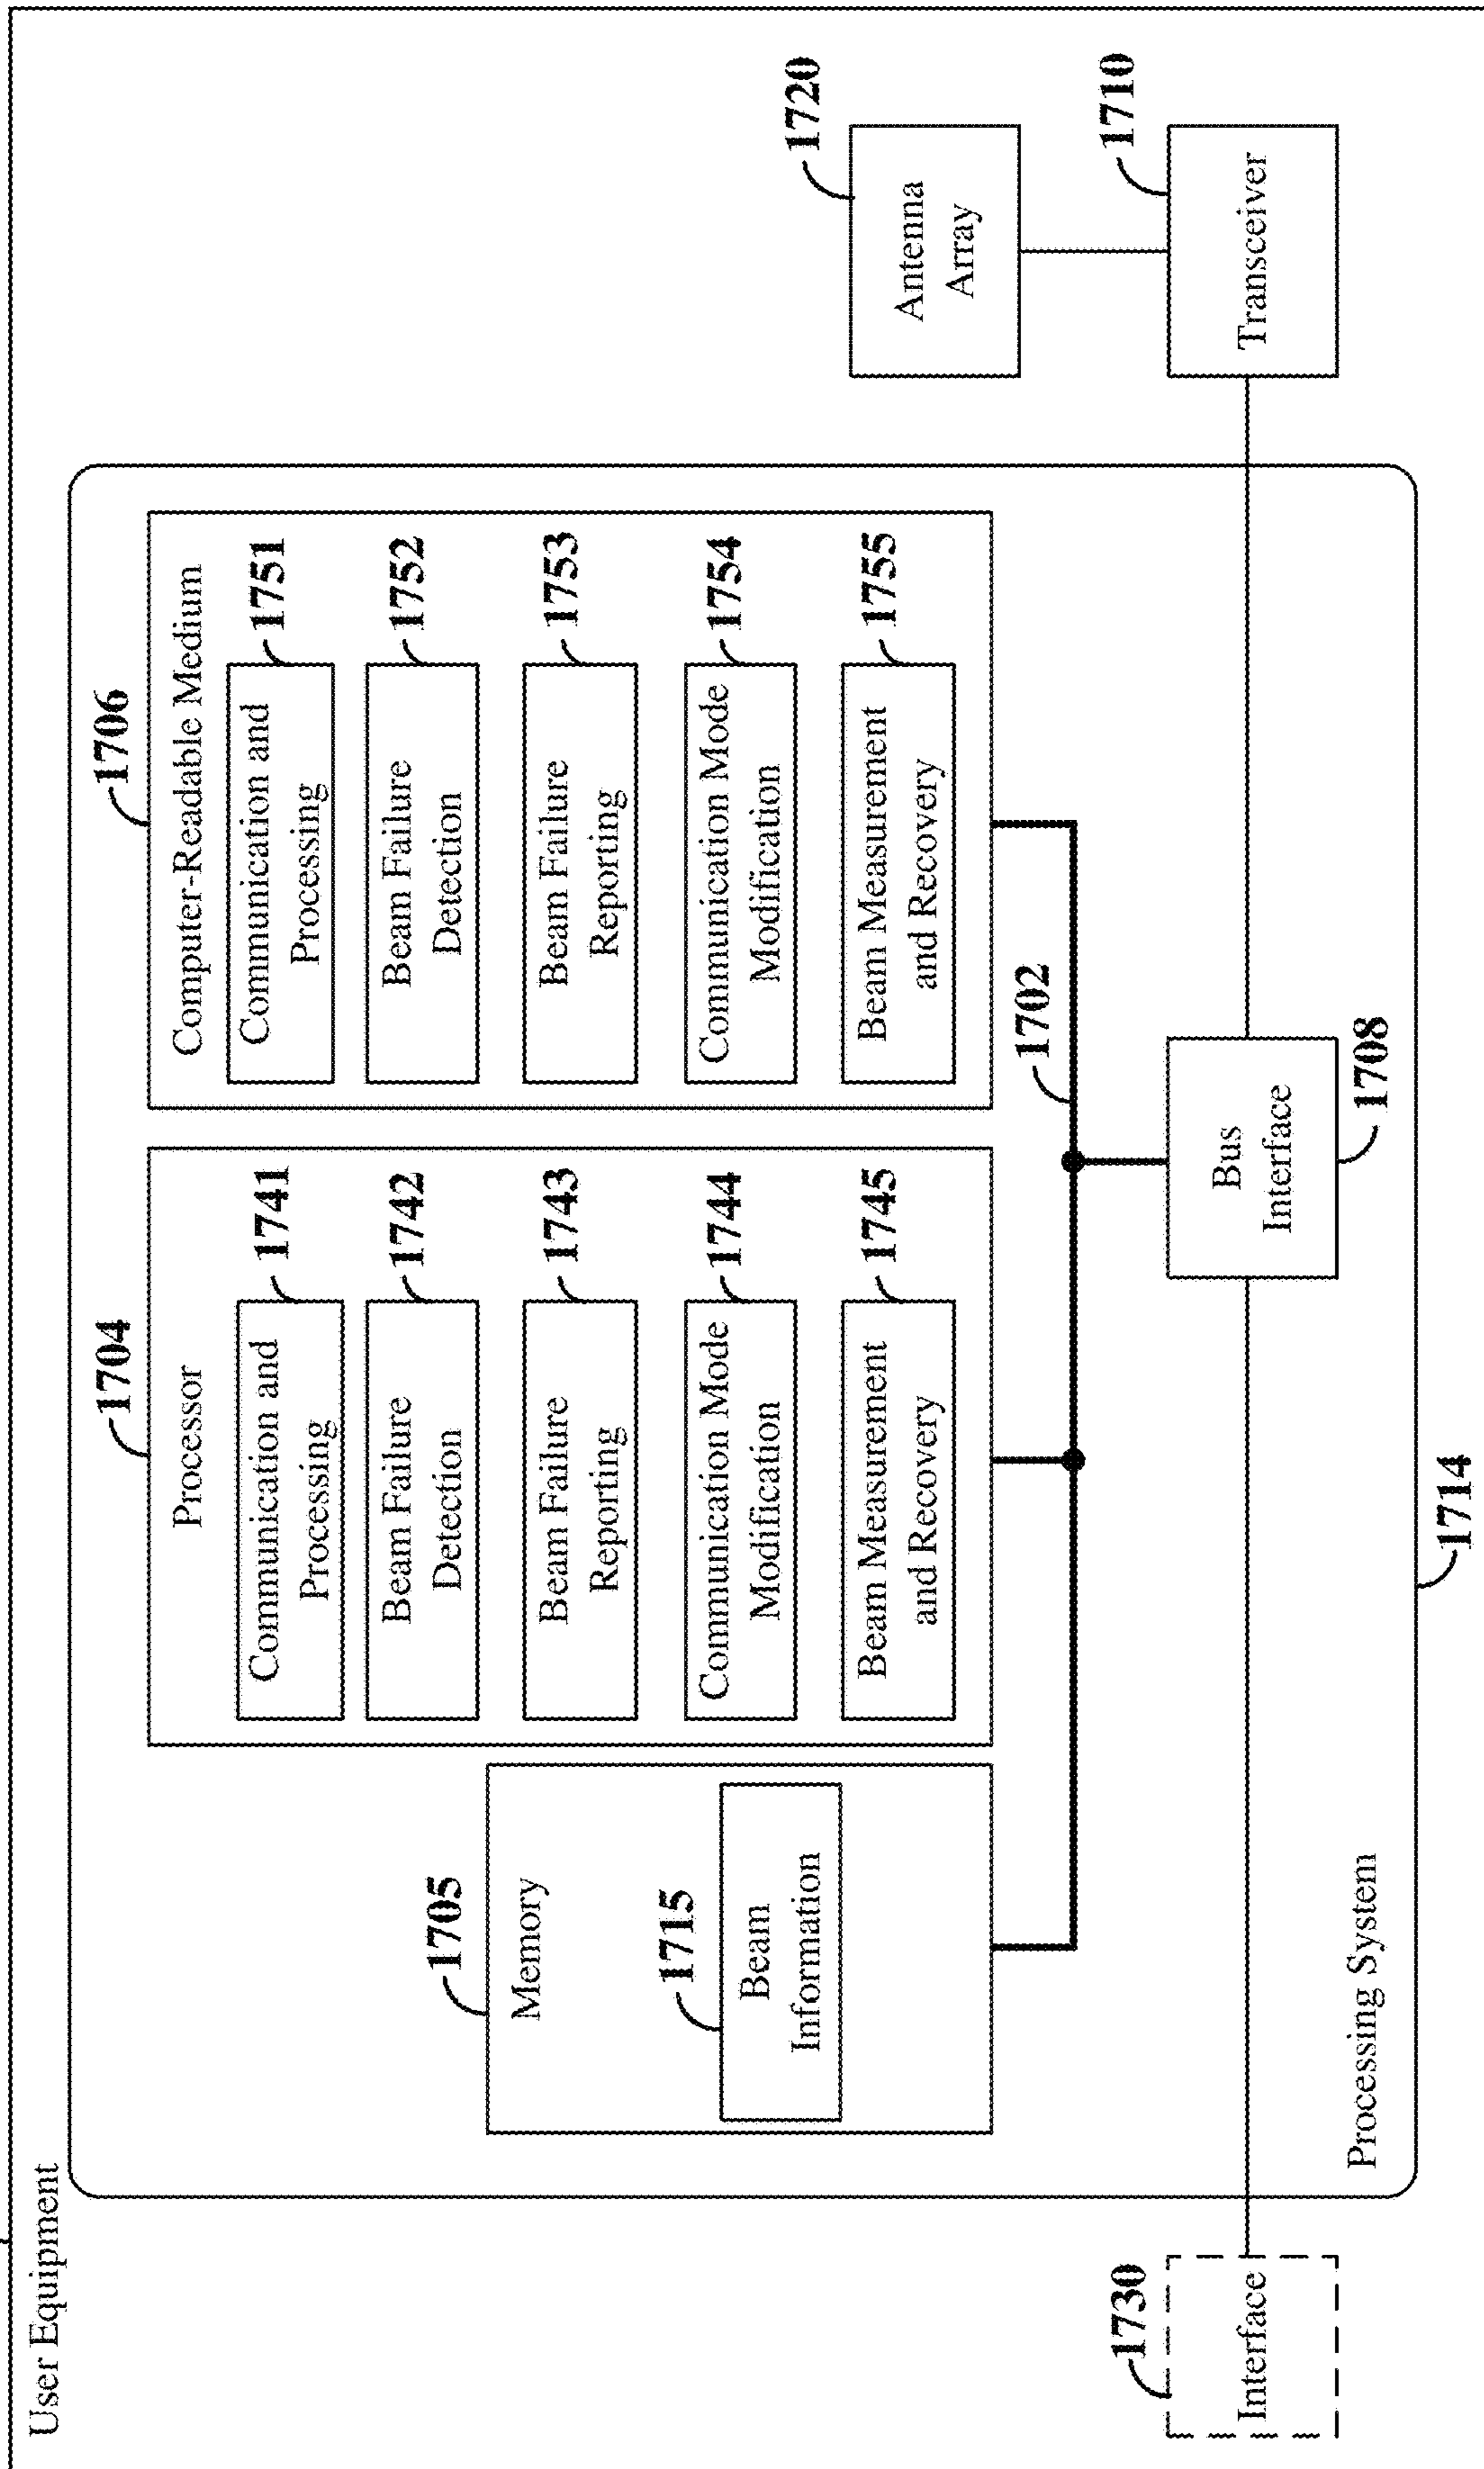 User Equipment
1704
1706
Processor
Computer-Readable Medium
1741
Communication and
Processing
1751
Communication and
Processing
1742
Beam Failure
Detection
1752
Beam Failure
Detection
1705
Memory
1743
Beam Failure
Reporting
1753
Beam Failure
Reporting
1715
Beam
Information
1744
Communication Mode
Modification
1754
Communication Mode
Modification
1745
Beam Measurement
and Recovery
1755
Beam Measurement
and Recovery
1720
Antenna
Array
1702
1730
Interface
Bus
Interface
1708
1710
Transceiver
Processing System
1714